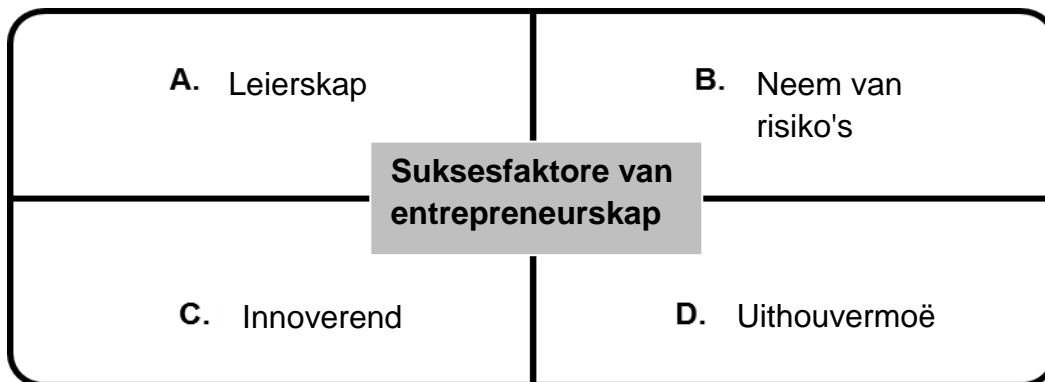 A. Leierskap
B. Neem van
risiko's
Suksesfaktore van
entrepreneurskap
C. Innoverend
D. Uithouvermoë